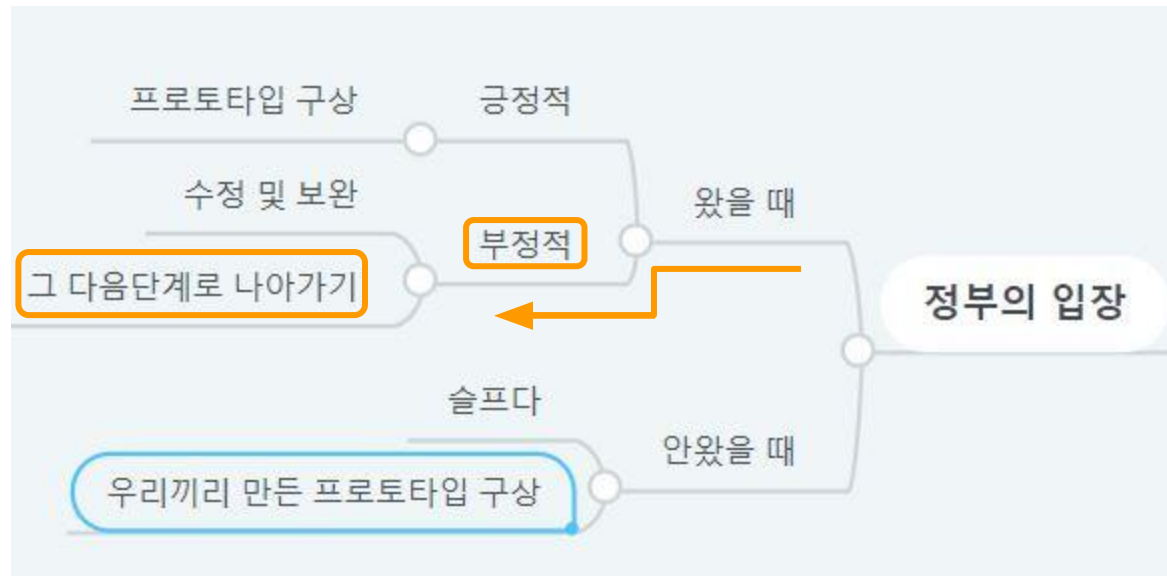 프로토타입 구상
긍정적
수정 및 보완
왔을 때
부정적
그 다음단계로 나아가기
정부의 입장
슬프다
안왔을 때
우리끼리 만든 프로토타입 구상